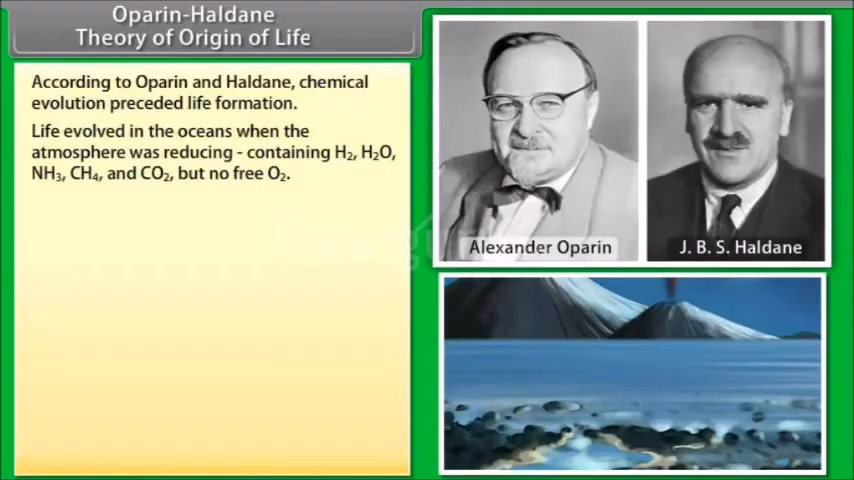 Oparin-Haldane
Theory of Origin of Life
According to Oparin and Haldane, chemical
evolution preceded life formation.
Life evolved in the oceans when the
atmosphere was reducing - containing H₂, H₂O,
NH₃, CH₄, and CO₂, but no free O₂.
Alexander Oparin
J. B. S. Haldane